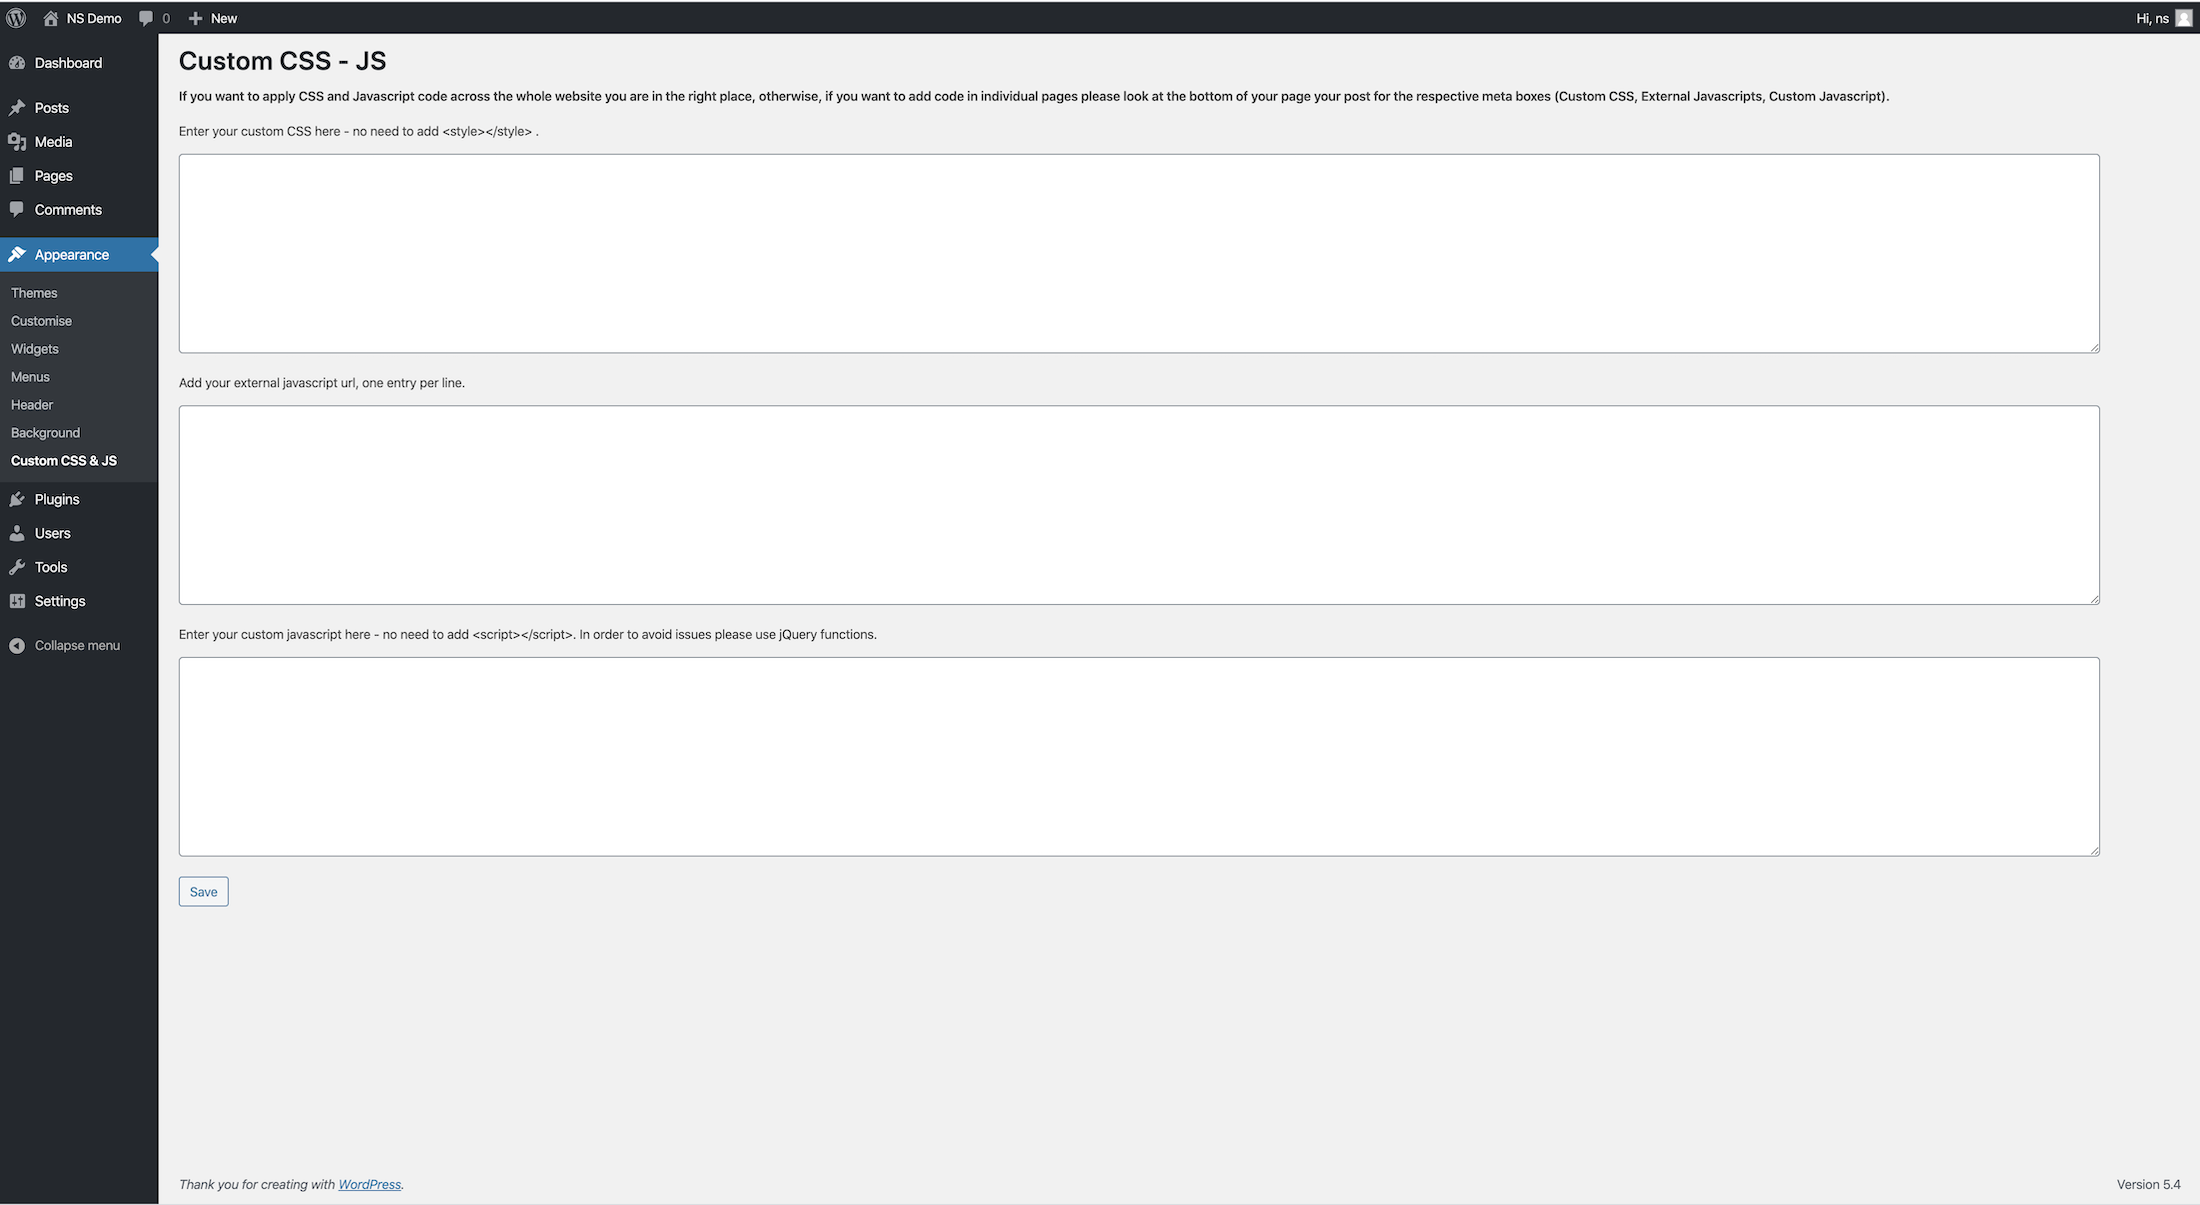 NS Demo
0
New
Hi, ns
Dashboard
Posts
Media
Pages
Comments
Appearance
Themes
Customise
Widgets
Menus
Header
Background
Custom CSS & JS
Plugins
Users
Tools
Settings
Collapse menu
Custom CSS - JS
If you want to apply CSS and Javascript code across the whole website you are in the right place, otherwise, if you want to add code in individual pages please look at the bottom of your page your post for the respective meta boxes (Custom CSS, External Javascripts, Custom Javascript).
Enter your custom CSS here - no need to add <style></style> .
Add your external javascript url, one entry per line.
Enter your custom javascript here - no need to add <script></script>. In order to avoid issues please use jQuery functions.
Save
Thank you for creating with WordPress.
Version 5.4